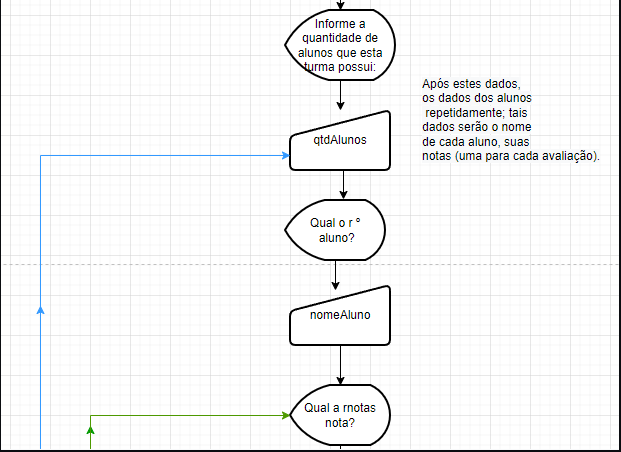 Informe a
quantidade de
alunos que esta
turma possui:
Após estes dados,
os dados dos alunos
repetidamente; tais
dados serão o nome
de cada aluno, suas
notas (uma para cada avaliação).
qtdAlunos
Qual o r º
aluno?
nomeAluno
Qual a rnotas
nota?